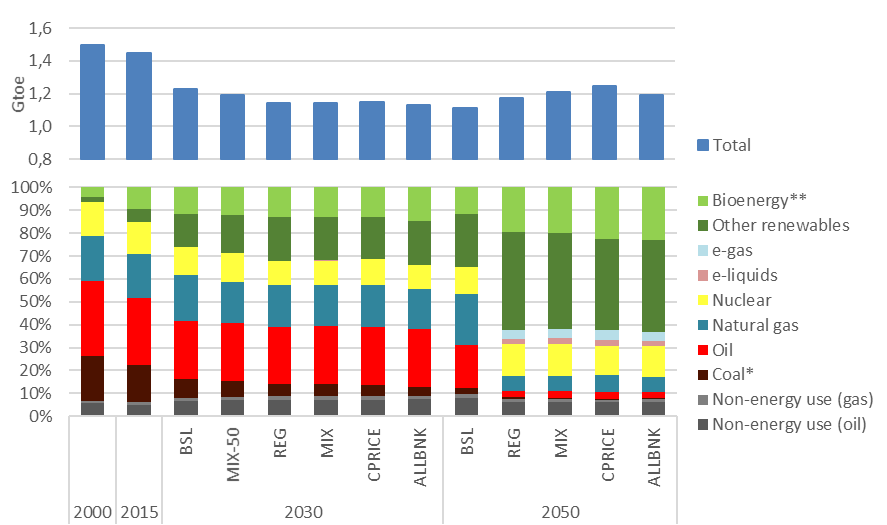 1,6
1,4
1,2
1,0
0,8
Gtoe
Total
100%
90%
80%
70%
60%
50%
40%
30%
20%
10%
0%
Bioenergy**
Other renewables
e-gas
e-liquids
Nuclear
Natural gas
Oil
Coal*
Non-energy use (gas)
Non-energy use (oil)
BSL
MIX-50
REG
MIX
CPRICE
ALLBNK
BSL
REG
MIX
CPRICE
ALLBNK
2000 2015 2030 2050